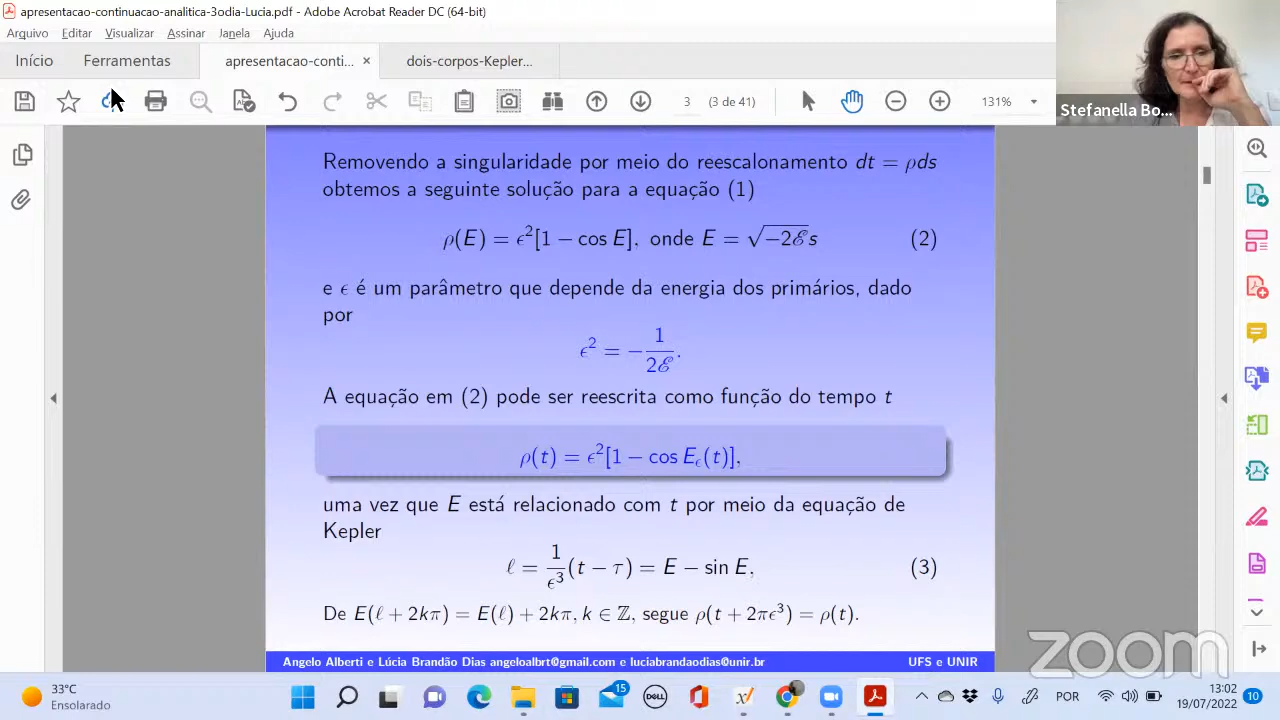 apresentacao-continuacao-analitica-3odia-Lucia.pdf - Adobe Acrobat Reader DC (64-bit)
Arquivo Editar Visualizar Assinar Janela Ajuda
Início Ferramentas apresentacao-conti... × dois-corpos-Kepler...
3 (3 de 41) 131%
Stefanella Bo...
Removendo a singularidade por meio do reescalonamento dt = ρds
obtemos a seguinte solução para a equação (1)
ρ(E) = ϵ²[1 − cos E], onde E = √−2ℰs (2)
e ϵ é um parâmetro que depende da energia dos primários, dado
por
ϵ² = −1/2ℰ.
A equação em (2) pode ser reescrita como função do tempo t
ρ(t) = ϵ²[1 − cos Eϵ(t)],
uma vez que E está relacionado com t por meio da equação de
Kepler
ℓ = 1/ϵ³(t − τ) = E − sin E, (3)
De E(ℓ + 2kπ) = E(ℓ) + 2kπ, k ∈ ℤ, segue ρ(t + 2πϵ³) = ρ(t).
Angelo Alberti e Lúcia Brandão Dias angeloalbrt@gmail.com e luciabrandaodias@unir.br UFS e UNIR
zoom
33°C
Ensolarado
15
DELL
POR
13:02
19/07/2022
10